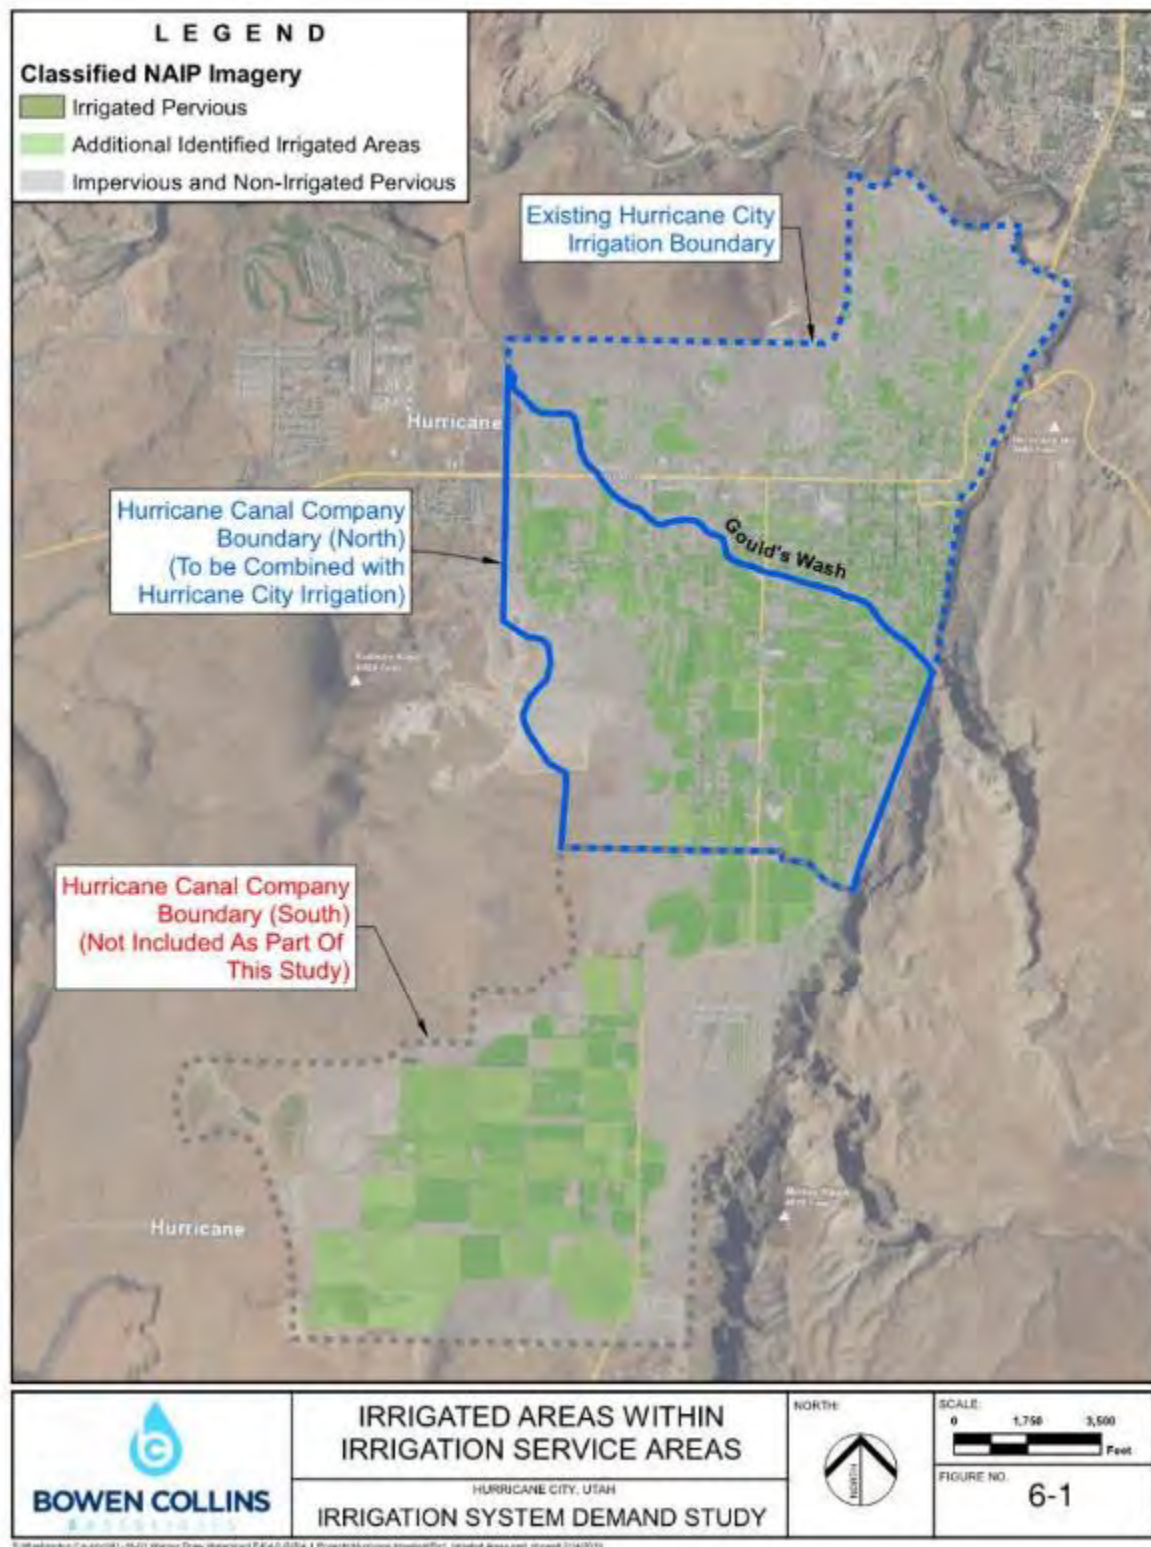 LEGEND
Classified NAIP Imagery
Irrigated Pervious
Additional Identified Irrigated Areas
Impervious and Non-Irrigated Pervious
Existing Hurricane City
Irrigation Boundary
Hurricane
Hurricane Canal Company
Boundary (North)
(To be Combined with
Hurricane City Irrigation)
Gould's Wash
Hurricane Canal Company
Boundary (South)
(Not Included As Part Of
This Study)
Hurricane
BOWEN COLLINS
IRRIGATED AREAS WITHIN
IRRIGATION SERVICE AREAS
HURRICANE CITY, UTAH
IRRIGATION SYSTEM DEMAND STUDY
NORTH:
NORTH
SCALE:
0 1,750 3,500
Feet
FIGURE NO.
6-1